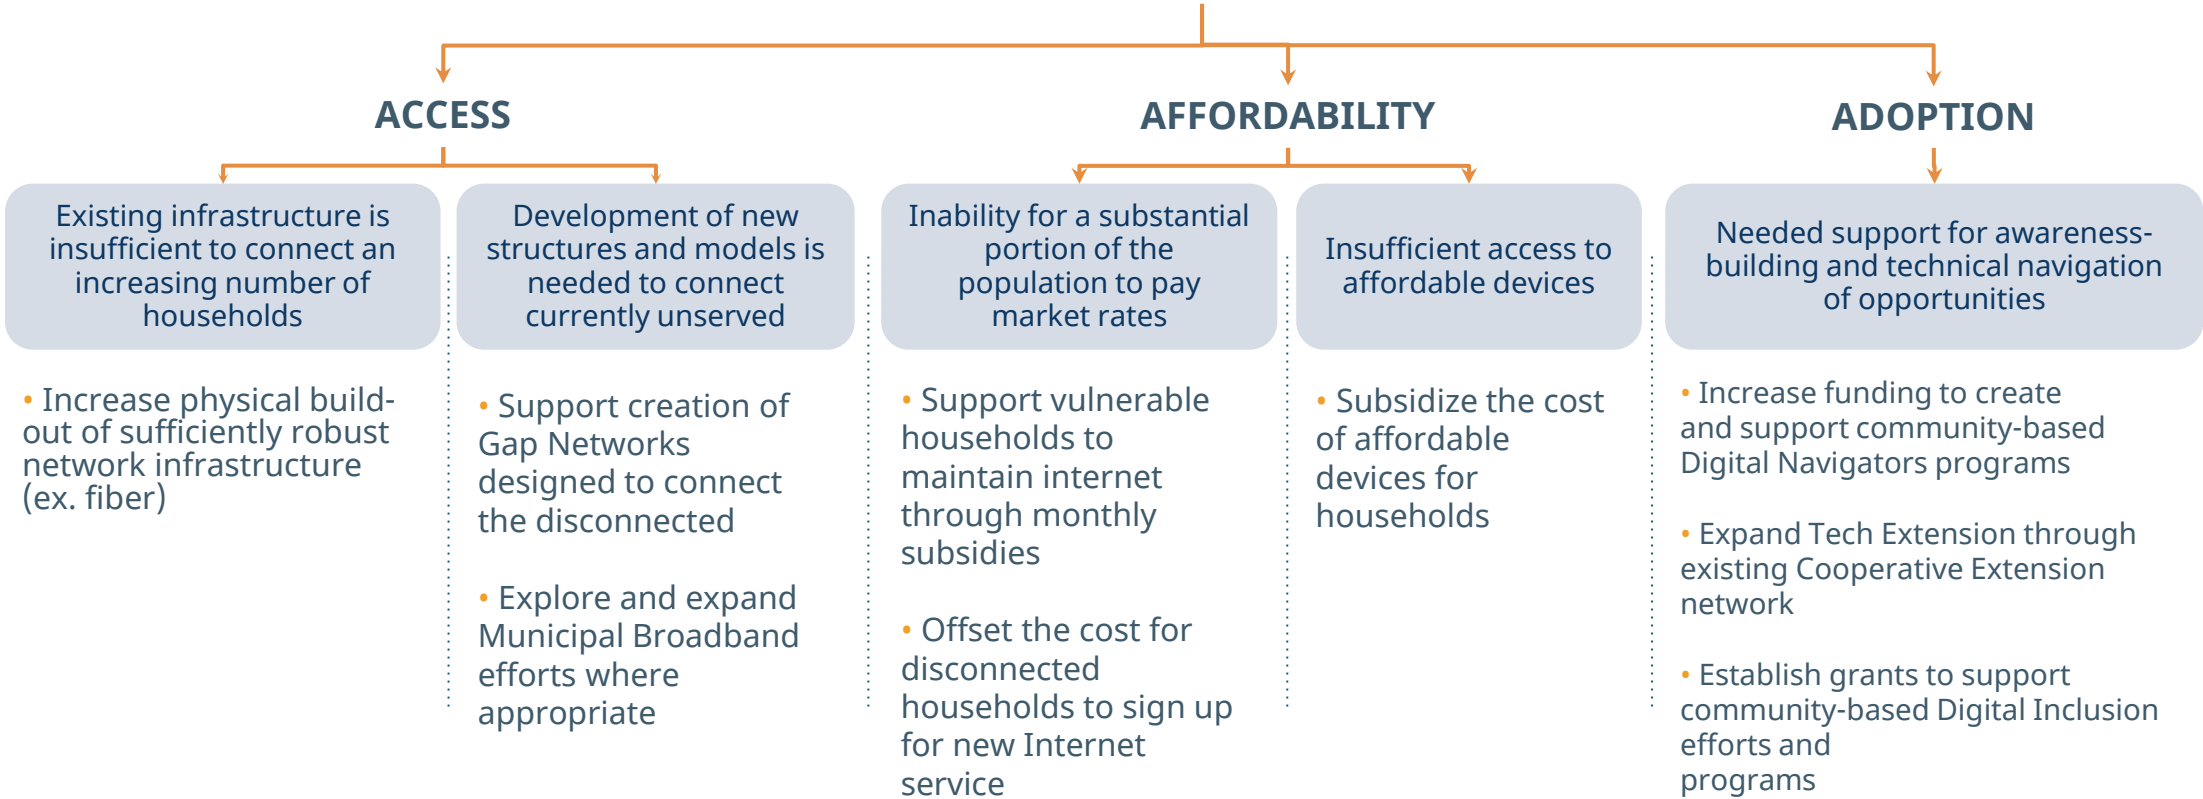 ACCESS
Existing infrastructure is
insufficient to connect an
increasing number of
households
• Increase physical build-
out of sufficiently robust
network infrastructure
(ex. fiber)
Development of new
structures and models is
needed to connect
currently unserved
• Support creation of
Gap Networks
designed to connect
the disconnected
• Explore and expand
Municipal Broadband
efforts where
appropriate
AFFORDABILITY
Inability for a substantial
portion of the
population to pay
market rates
• Support vulnerable
households to
maintain internet
through monthly
subsidies
• Offset the cost for
disconnected
households to sign up
for new Internet
service
Insufficient access to
affordable devices
• Subsidize the cost
of affordable
devices for
households
ADOPTION
Needed support for awareness-
building and technical navigation
of opportunities
• Increase funding to create
and support community-based
Digital Navigators programs
• Expand Tech Extension through
existing Cooperative Extension
network
• Establish grants to support
community-based Digital Inclusion
efforts and
programs